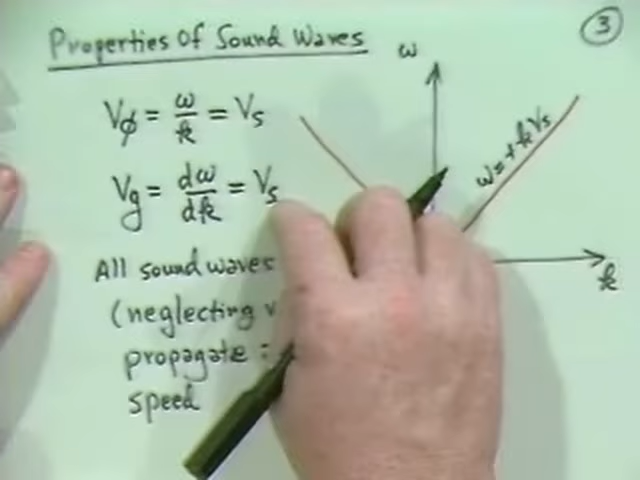 Properties Of Sound Waves
3
ω
Vϕ = ω/k = Vs
ω = +kVs
Vg = dω/dk = Vs
k
All sound waves
(neglecting
propagate
speed